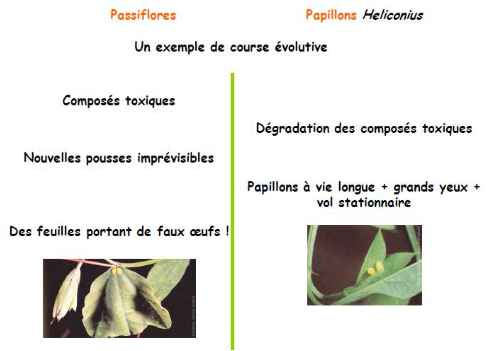 Passiflores
Papillons Heliconius
Un exemple de course évolutive
Composés toxiques
Dégradation des composés toxiques
Nouvelles pousses imprévisibles
Papillons à vie longue + grands yeux +
vol stationnaire
Des feuilles portant de faux œufs !